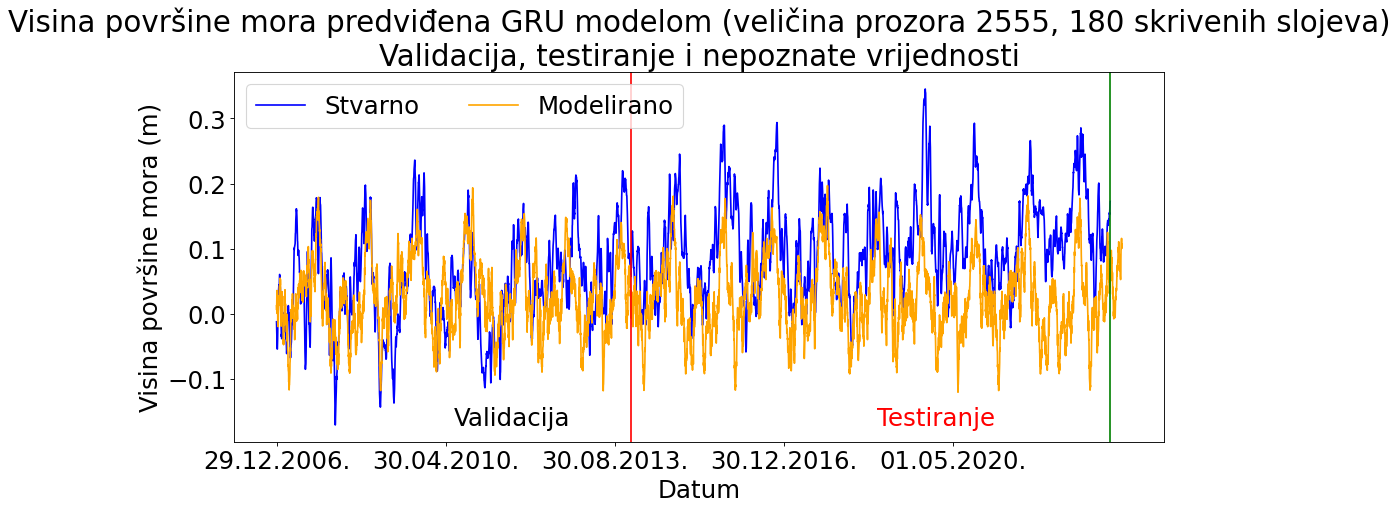 Visina površine mora predviđena GRU modelom (veličina prozora 2555, 180 skrivenih slojeva)
Validacija, testiranje i nepoznate vrijednosti
Stvarno
Modelirano
Visina površine mora (m)
0.3
0.2
0.1
0.0
−0.1
Validacija
Testiranje
29.12.2006.
30.04.2010.
30.08.2013.
30.12.2016.
01.05.2020.
Datum